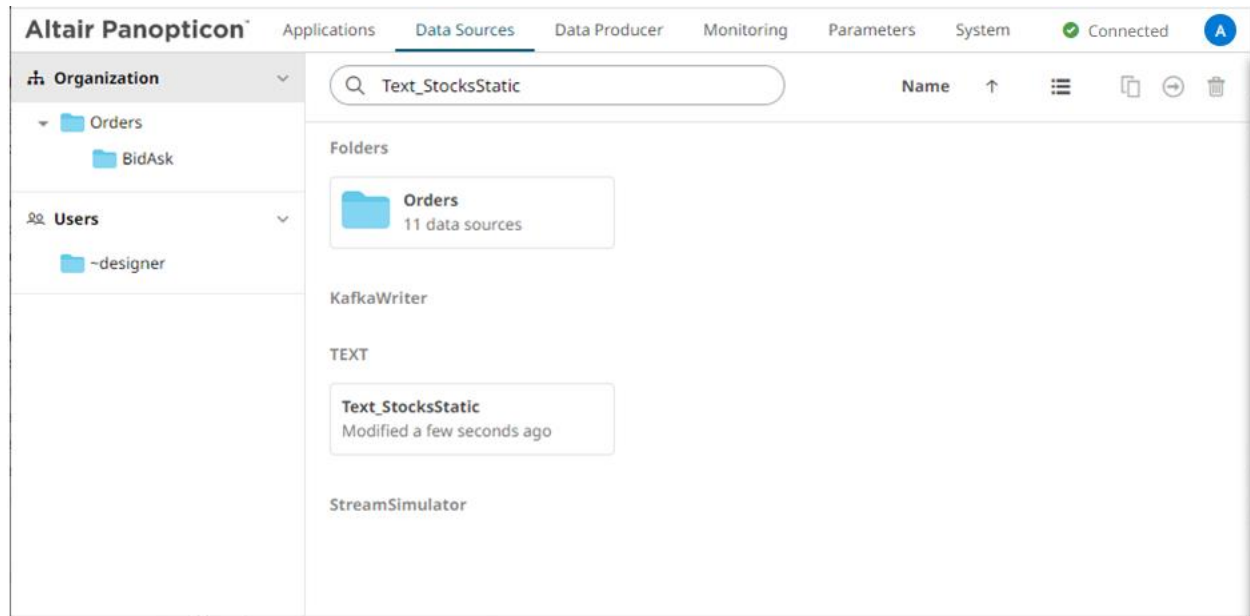 Altair Panopticon™
Applications
Data Sources
Data Producer
Monitoring
Parameters
System
Connected
A
Organization
Orders
BidAsk
Users
~designer
Text_StocksStatic
Name
Folders
Orders
11 data sources
KafkaWriter
TEXT
Text_StocksStatic
Modified a few seconds ago
StreamSimulator